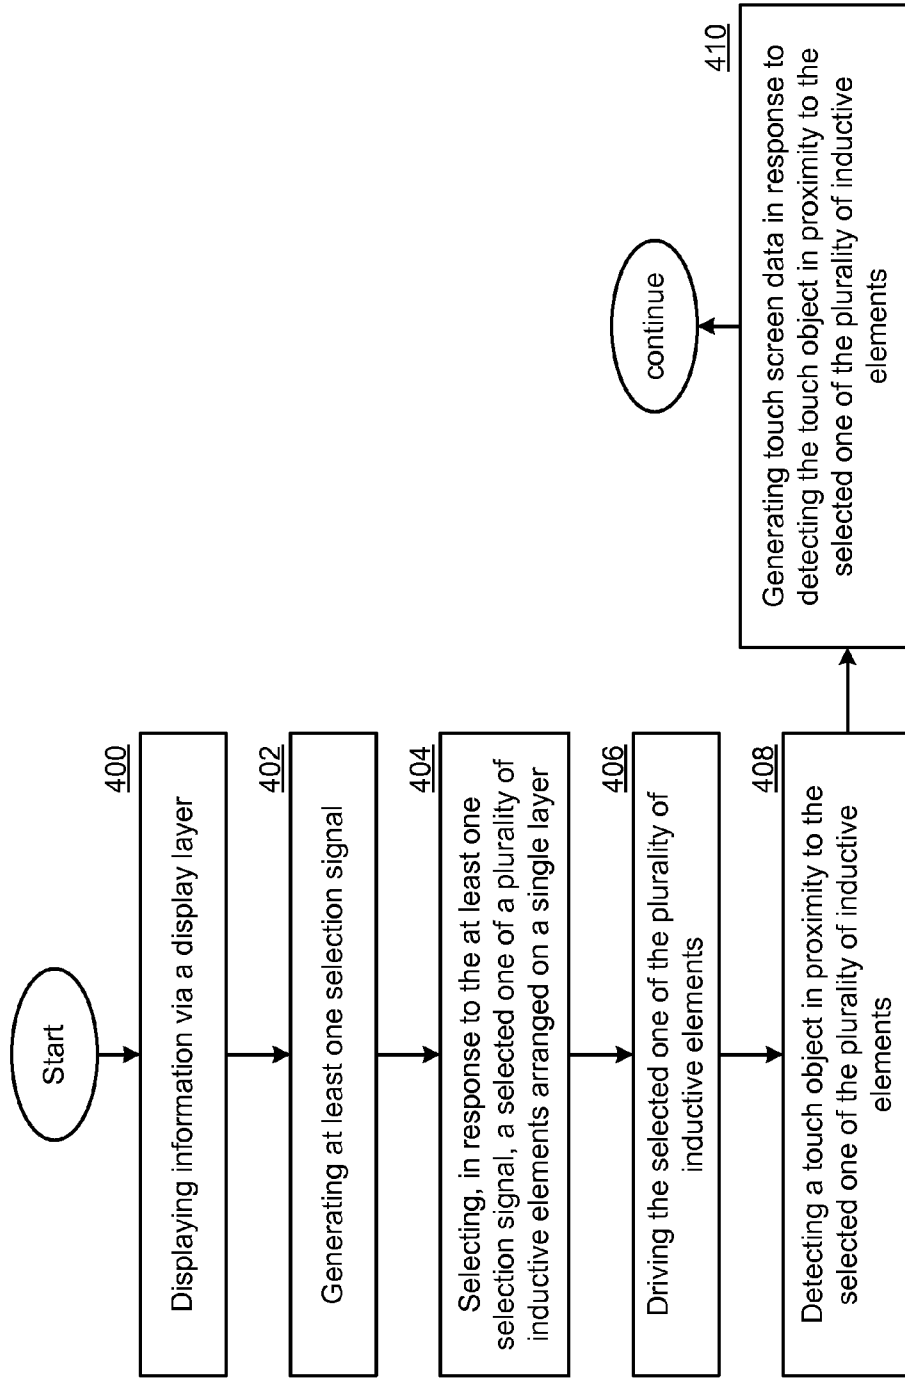 Start
400
Displaying information via a display layer
402
Generating at least one selection signal
404
Selecting, in response to the at least one
selection signal, a selected one of a plurality of
inductive elements arranged on a single layer
406
Driving the selected one of the plurality of
inductive elements
408
Detecting a touch object in proximity to the
selected one of the plurality of inductive
elements
410
Generating touch screen data in response to
detecting the touch object in proximity to the
selected one of the plurality of inductive
elements
continue